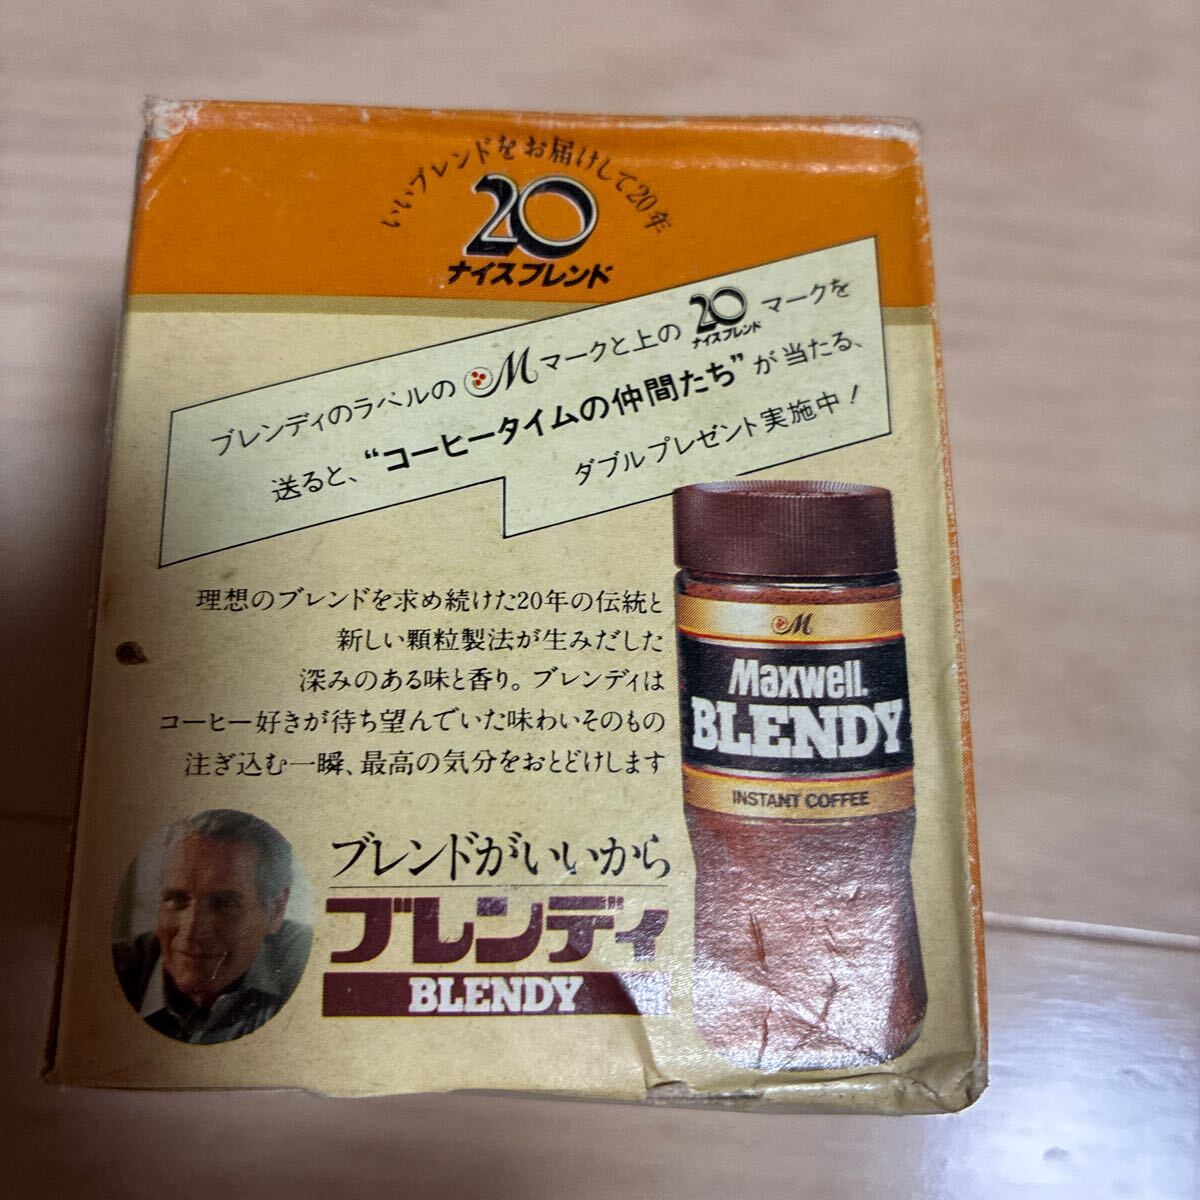 いいブレンドをお届けして20年
20
ナイスブレンド
ブレンディのラベルの M マークと上の 20 ナイスブレンド マークを
送ると、“コーヒータイムの仲間たち”が当たる、
ダブルプレゼント実施中！
理想のブレンドを求め続けた20年の伝統と
新しい顆粒製法が生みだした
深みのある味と香り。ブレンディは
コーヒー好きが待ち望んでいた味わいそのもの
注ぎ込む一瞬、最高の気分をおとどけします
M
Maxwell.
BLENDY
INSTANT COFFEE
ブレンドがいいから
ブレンディ
BLENDY